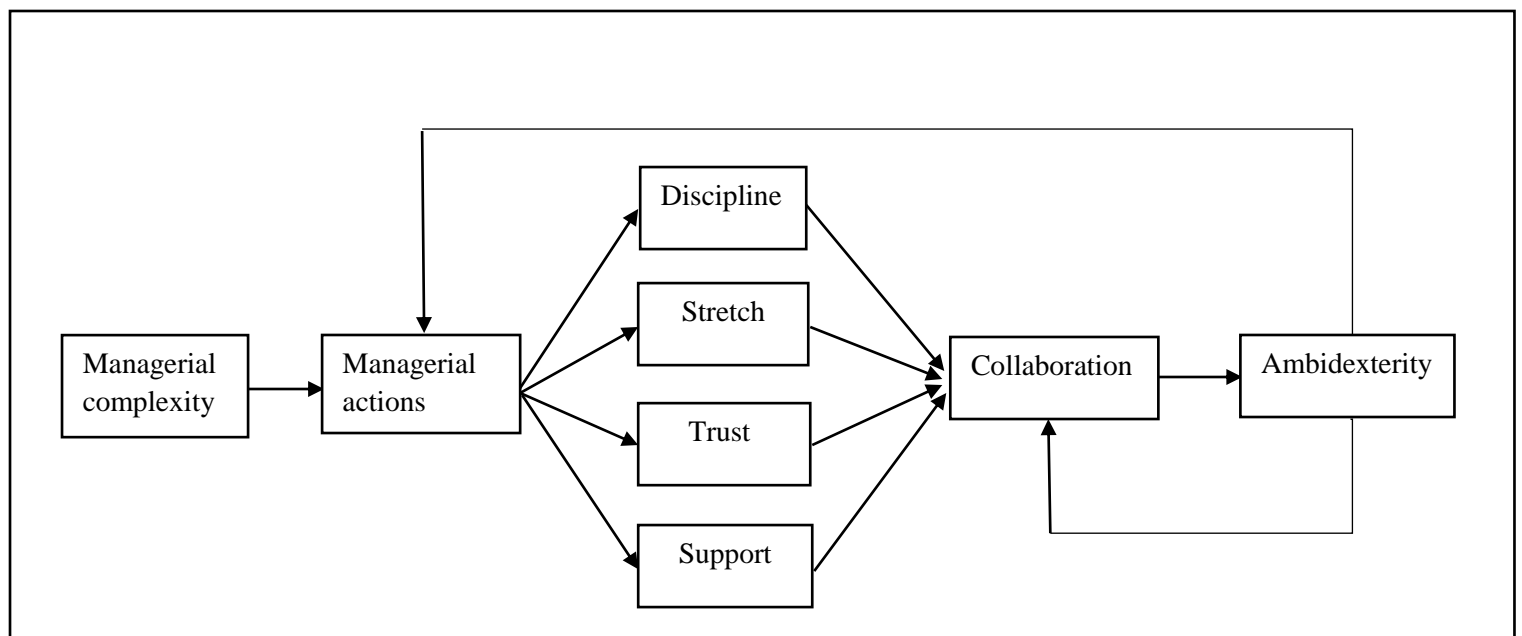 Managerial
complexity
Managerial
actions
Discipline
Stretch
Trust
Support
Collaboration
Ambidexterity